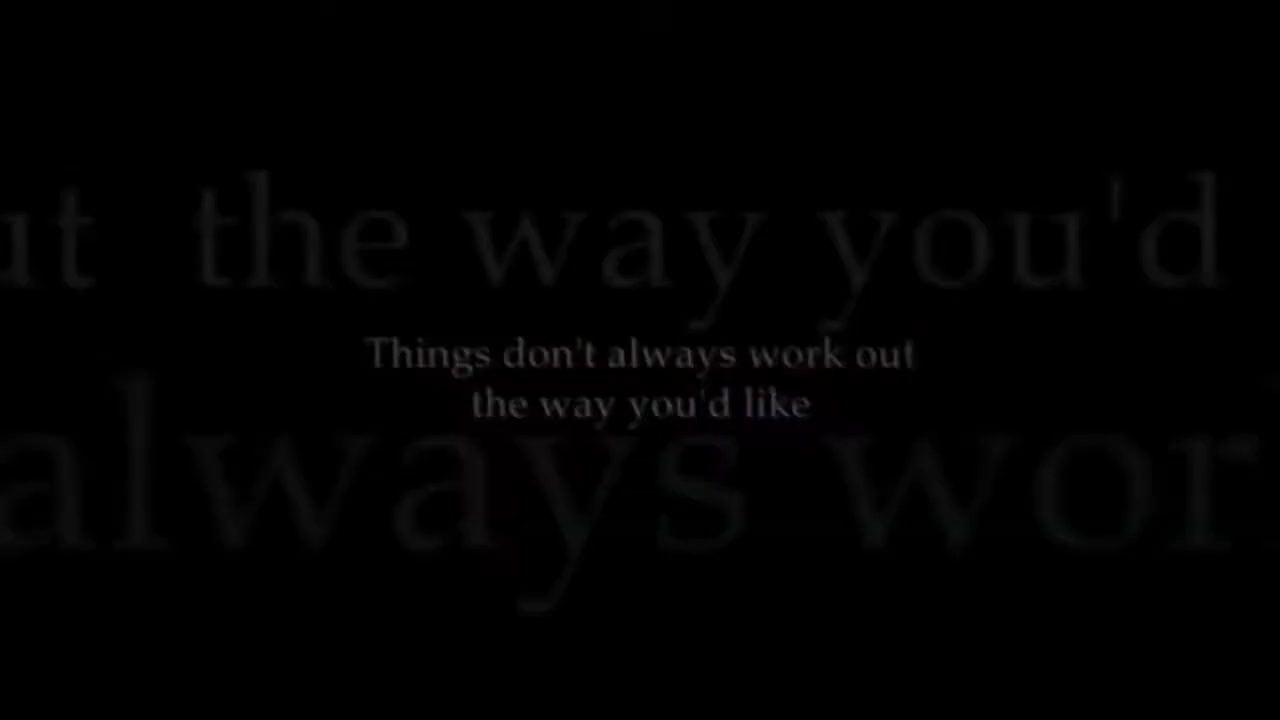 ut the way you'd
Things don't always work out
the way you'd like
always wor